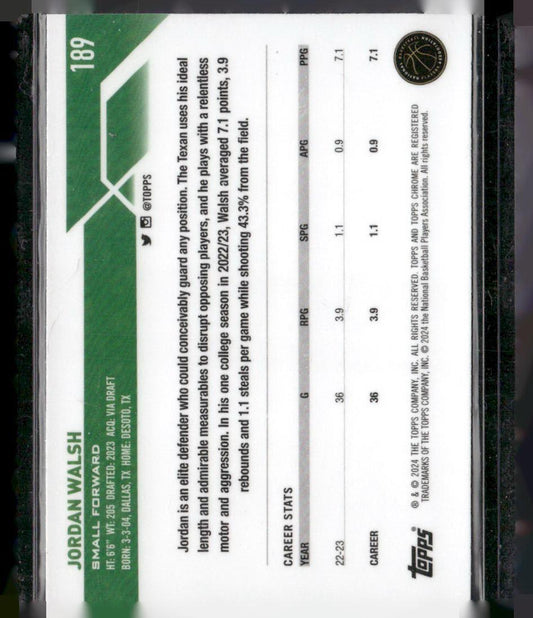 189
JORDAN WALSH
SMALL FORWARD
HT: 6'6" WT: 205 DRAFTED: 2023 ACQ: VIA DRAFT
BORN: 3-3-04, DALLAS, TX HOME: DESOTO, TX
@TOPPS
Jordan is an elite defender who could conceivably guard any position. The Texan uses his ideal
length and admirable measurables to disrupt opposing players, and he plays with a relentless
motor and aggression. In his one college season in 2022/23, Walsh averaged 7.1 points, 3.9
rebounds and 1.1 steals per game while shooting 43.3% from the field.
CAREER STATS
YEAR G RPG SPG APG PPG
22-23 36 3.9 1.1 0.9 7.1
CAREER 36 3.9 1.1 0.9 7.1
Topps®
® & © 2024 THE TOPPS COMPANY, INC. ALL RIGHTS RESERVED. TOPPS AND TOPPS CHROME ARE REGISTERED
TRADEMARKS OF THE TOPPS COMPANY, INC. © 2024 the National Basketball Players Association. All rights reserved.